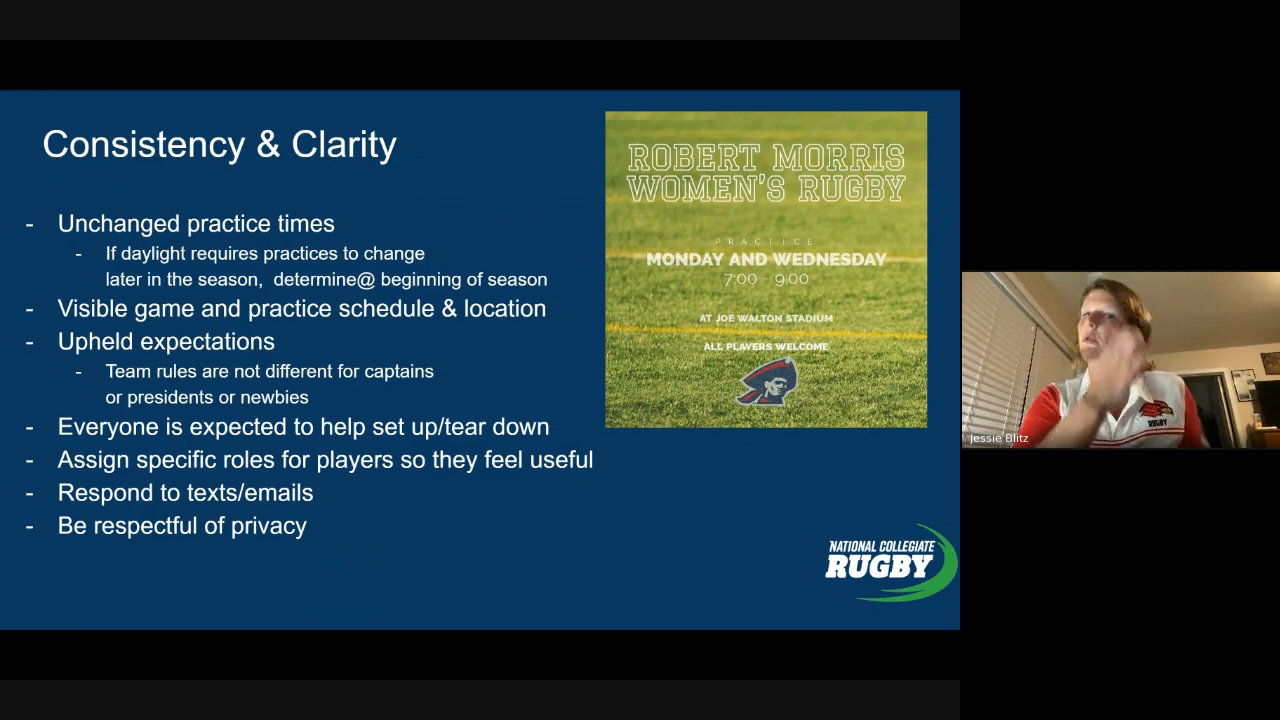 Consistency & Clarity
- Unchanged practice times
- If daylight requires practices to change
later in the season, determine@ beginning of season
- Visible game and practice schedule & location
- Upheld expectations
- Team rules are not different for captains
or presidents or newbies
- Everyone is expected to help set up/tear down
- Assign specific roles for players so they feel useful
- Respond to texts/emails
- Be respectful of privacy
ROBERT MORRIS
WOMEN'S RUGBY
PRACTICE
MONDAY AND WEDNESDAY
7:00 - 9:00
AT JOE WALTON STADIUM
ALL PLAYERS WELCOME
NATIONAL COLLEGIATE
RUGBY
RUGBY
Jessie Blitz